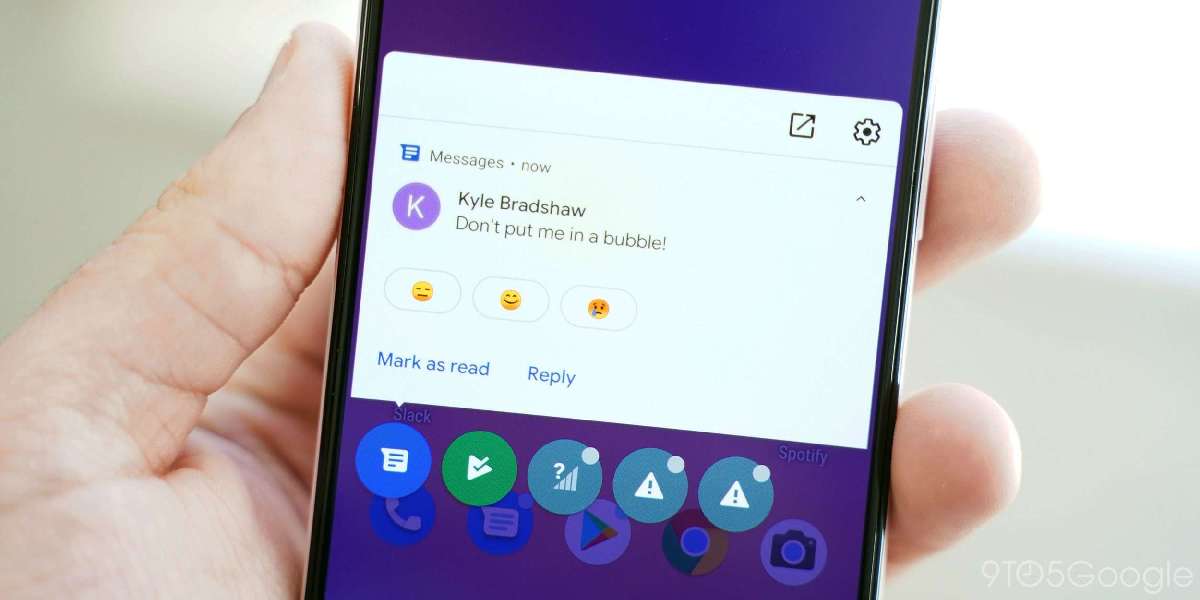 Messages • now
K
Kyle Bradshaw
Don't put me in a bubble!
Mark as read
Reply
Slack
Spotify
?
9TO5Google